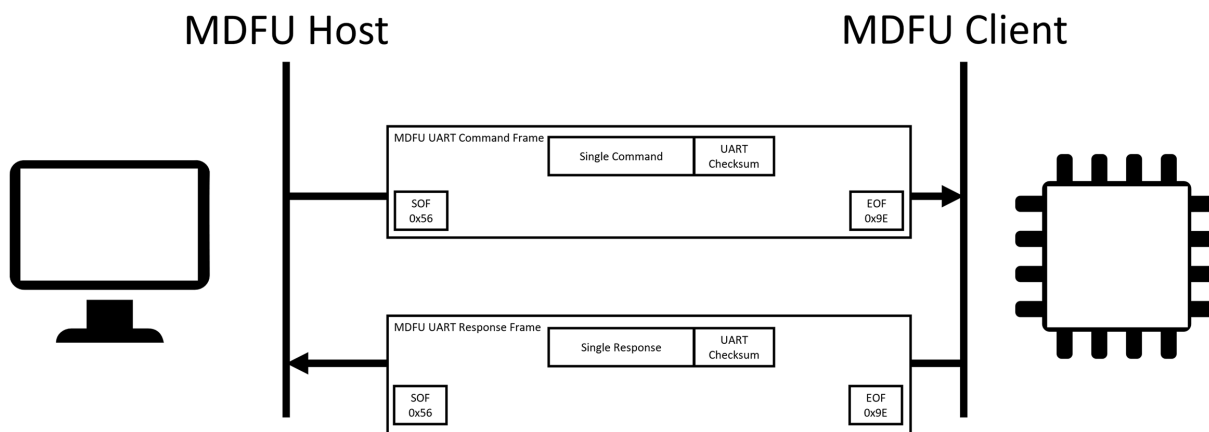 MDFU Host
MDFU Client
MDFU UART Command Frame
Single Command
UART
Checksum
SOF
0x56
EOF
0x9E
MDFU UART Response Frame
Single Response
UART
Checksum
SOF
0x56
EOF
0x9E